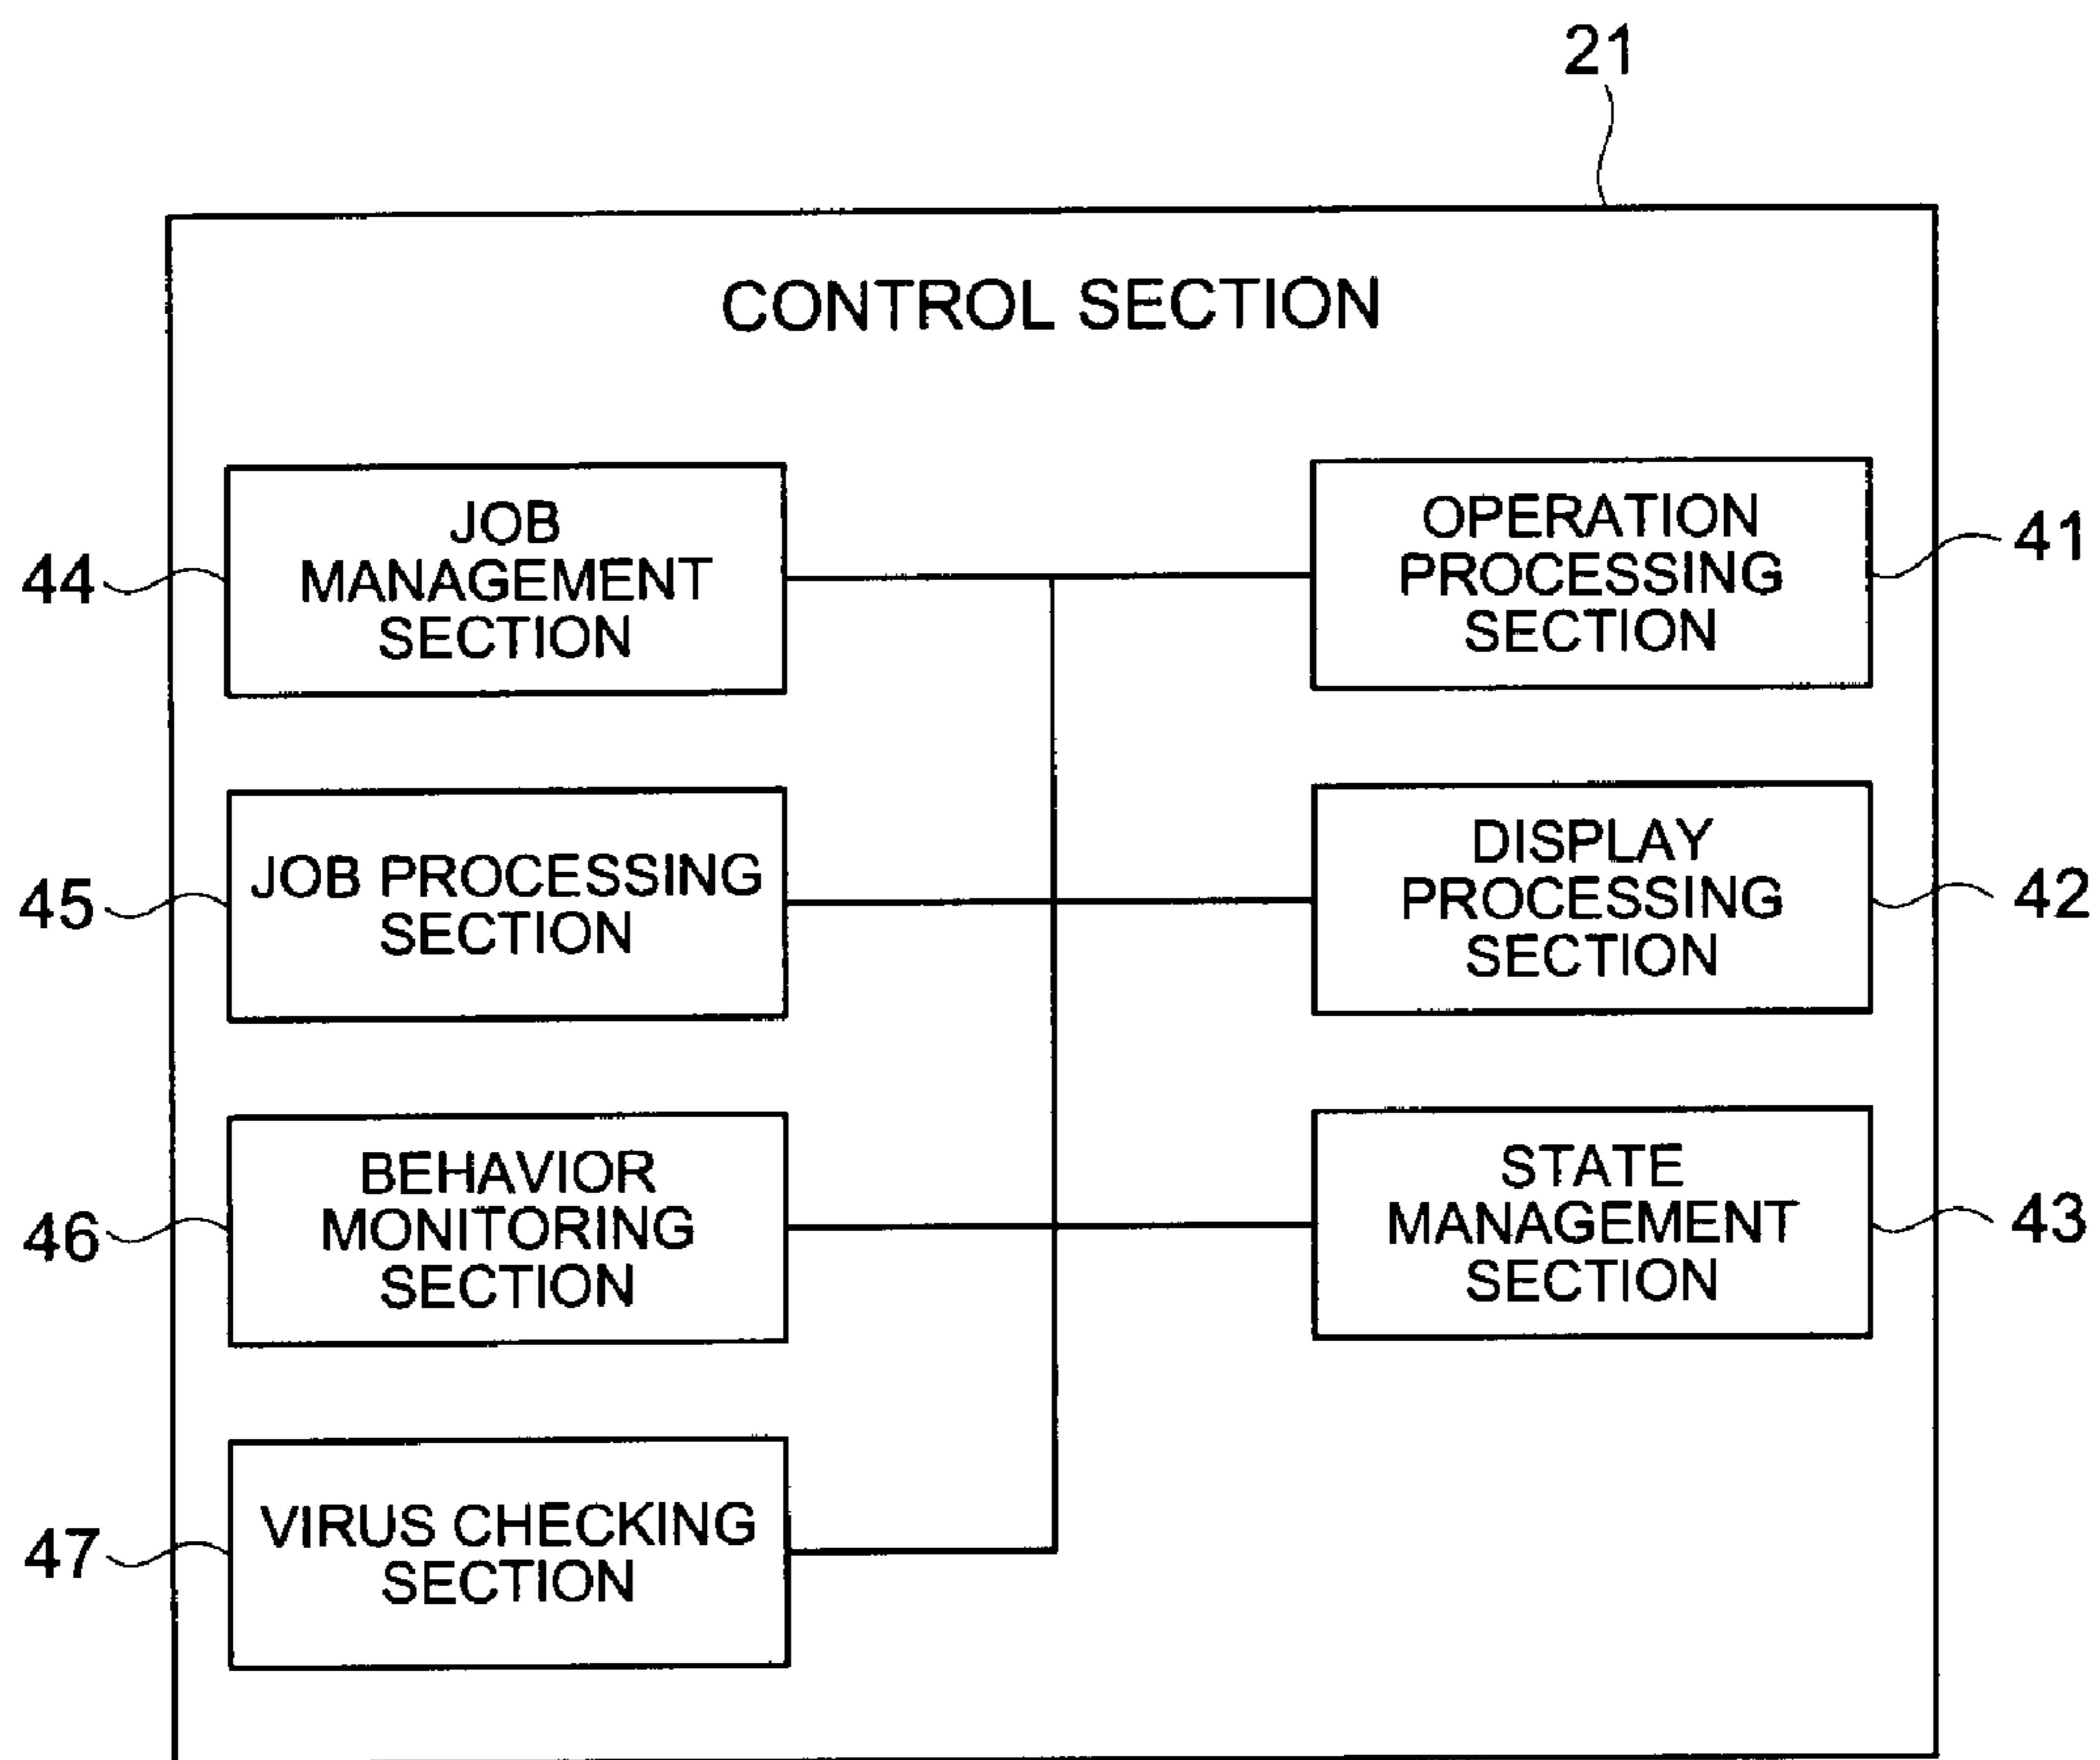 21
CONTROL SECTION
44
JOB
MANAGEMENT
SECTION
OPERATION
PROCESSING
SECTION
41
45
JOB PROCESSING
SECTION
DISPLAY
PROCESSING
SECTION
42
46
BEHAVIOR
MONITORING
SECTION
STATE
MANAGEMENT
SECTION
43
47
VIRUS CHECKING
SECTION